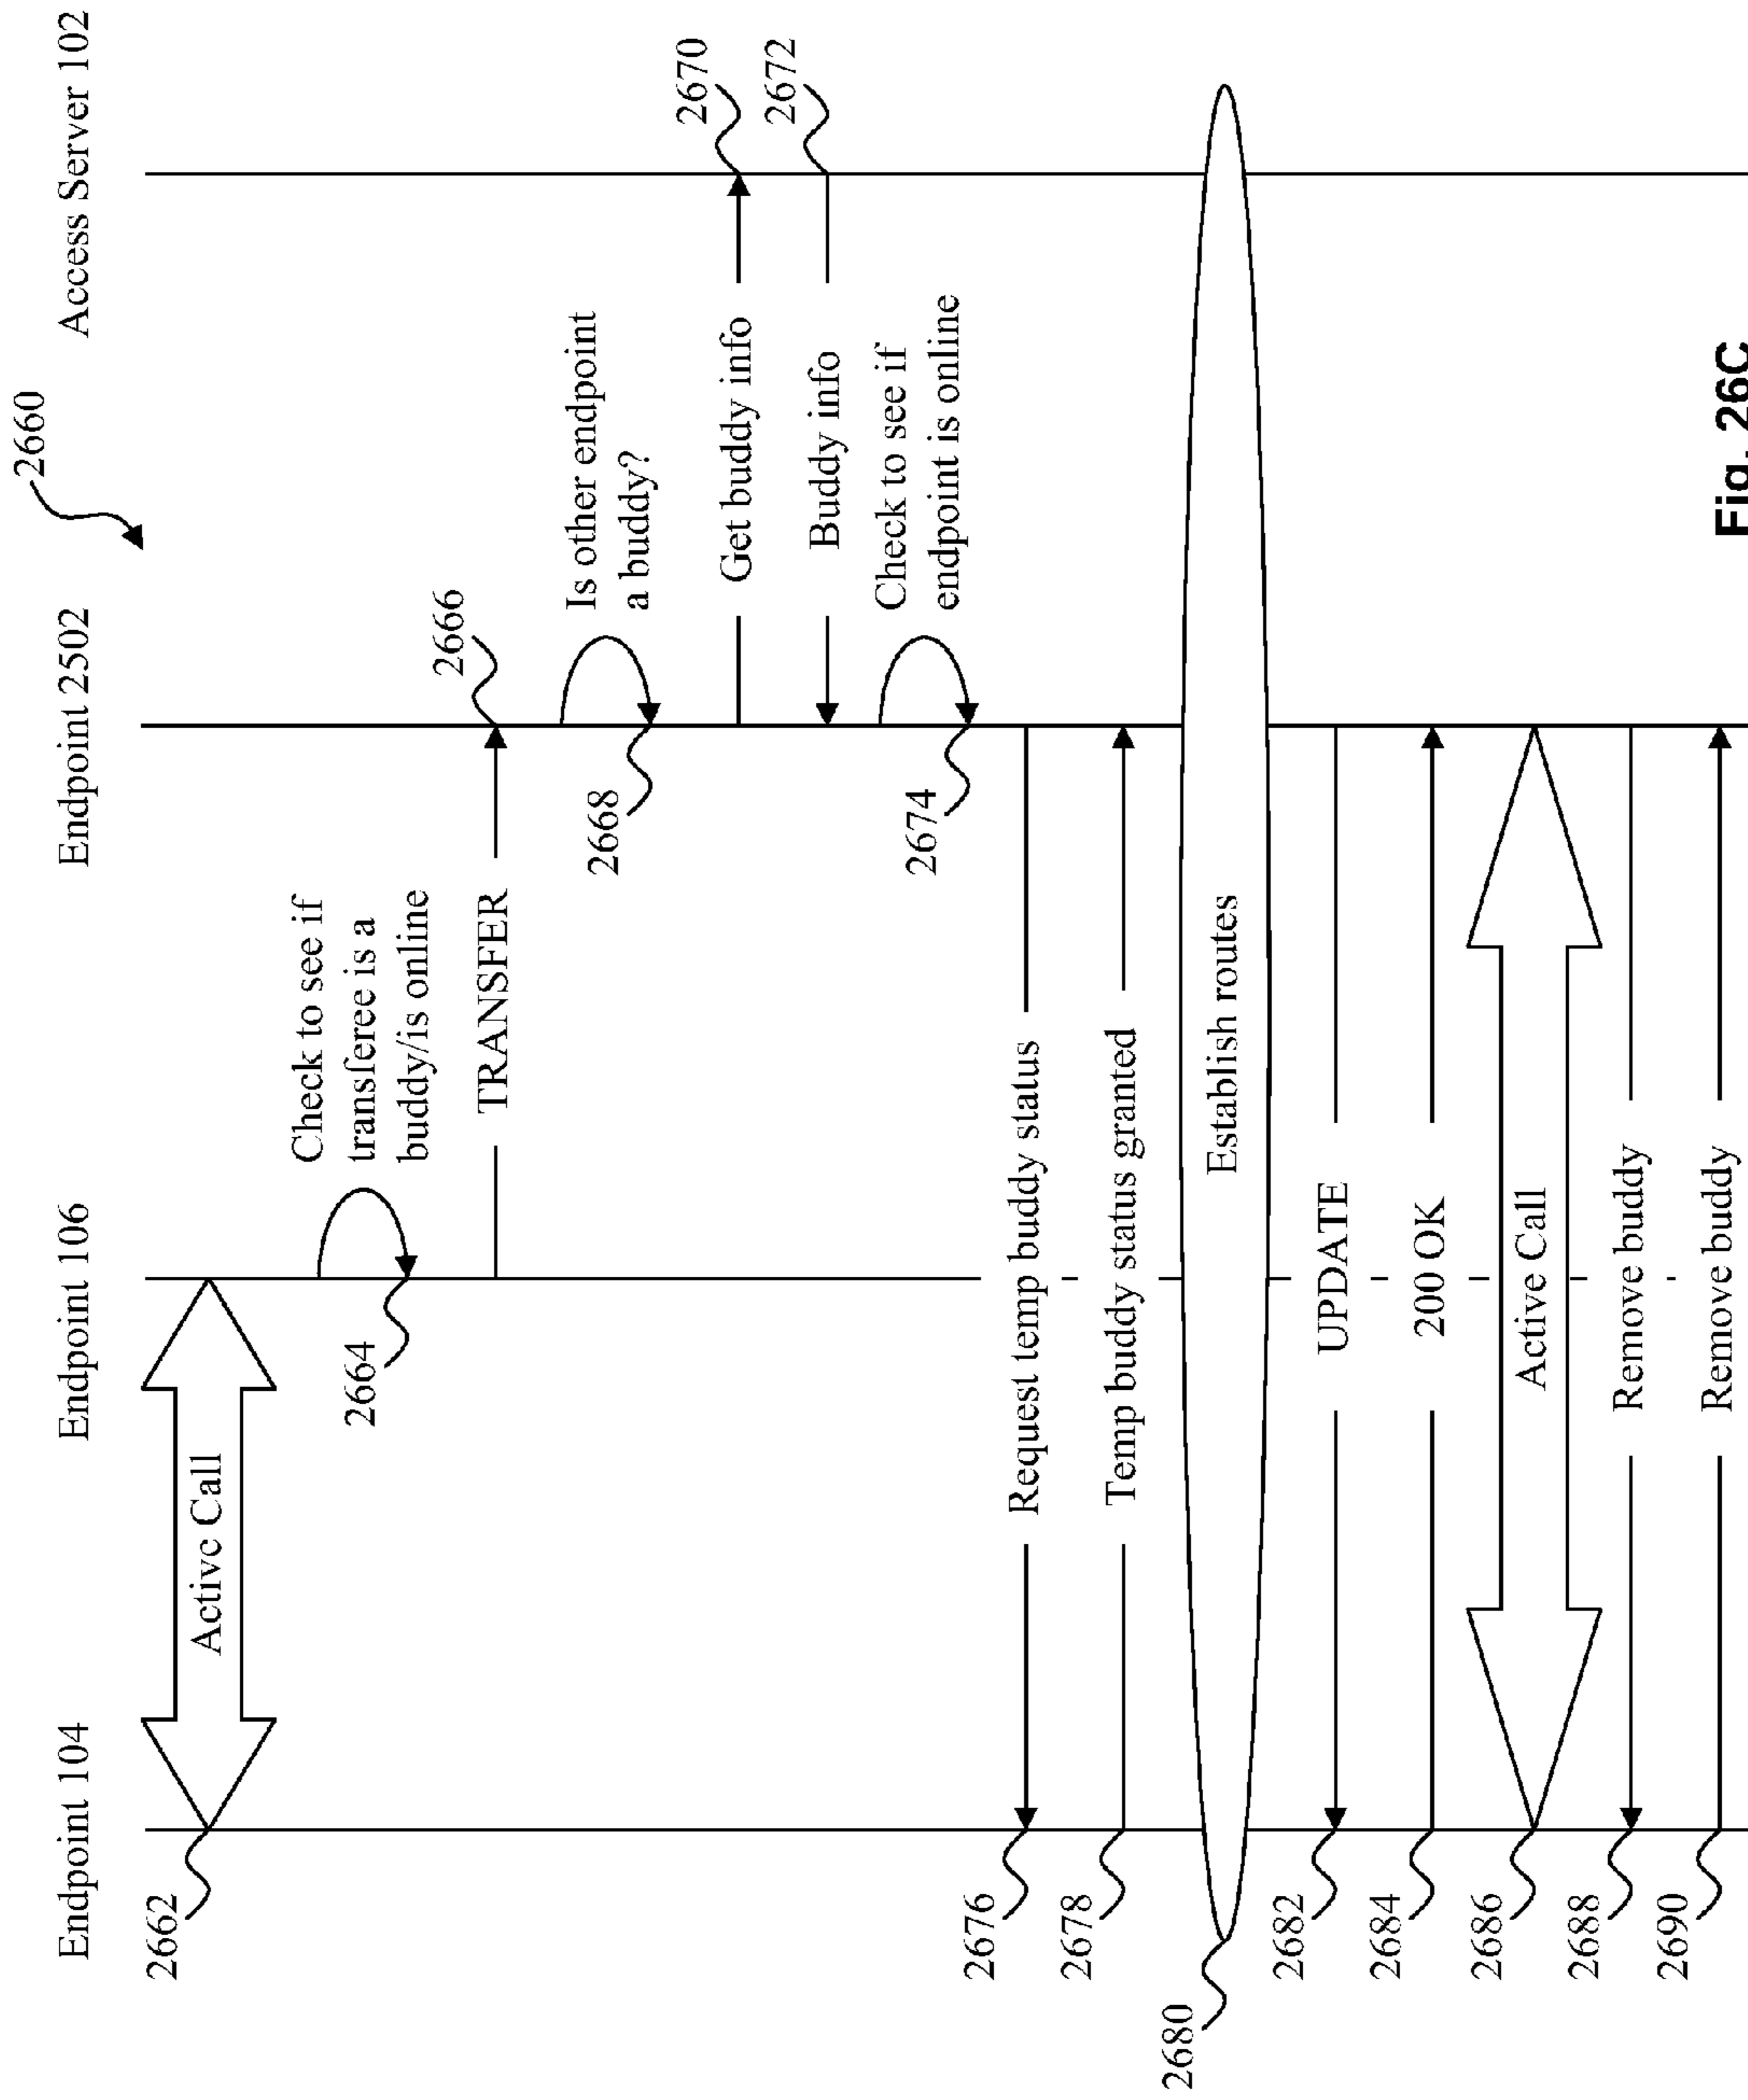 2660
Endpoint 104
Endpoint 106
Endpoint 2502
Access Server 102
2662
Active Call
Check to see if
transferee is a
buddy/is online
2664
TRANSFER
2666
Is other endpoint
a buddy?
2668
Get buddy info
2670
Buddy info
2672
Check to see if
endpoint is online
2674
2676
Request temp buddy status
2678
Temp buddy status granted
2680
Establish routes
2682
UPDATE
2684
200 OK
2686
Active Call
2688
Remove buddy
2690
Remove buddy
Fig. 26C